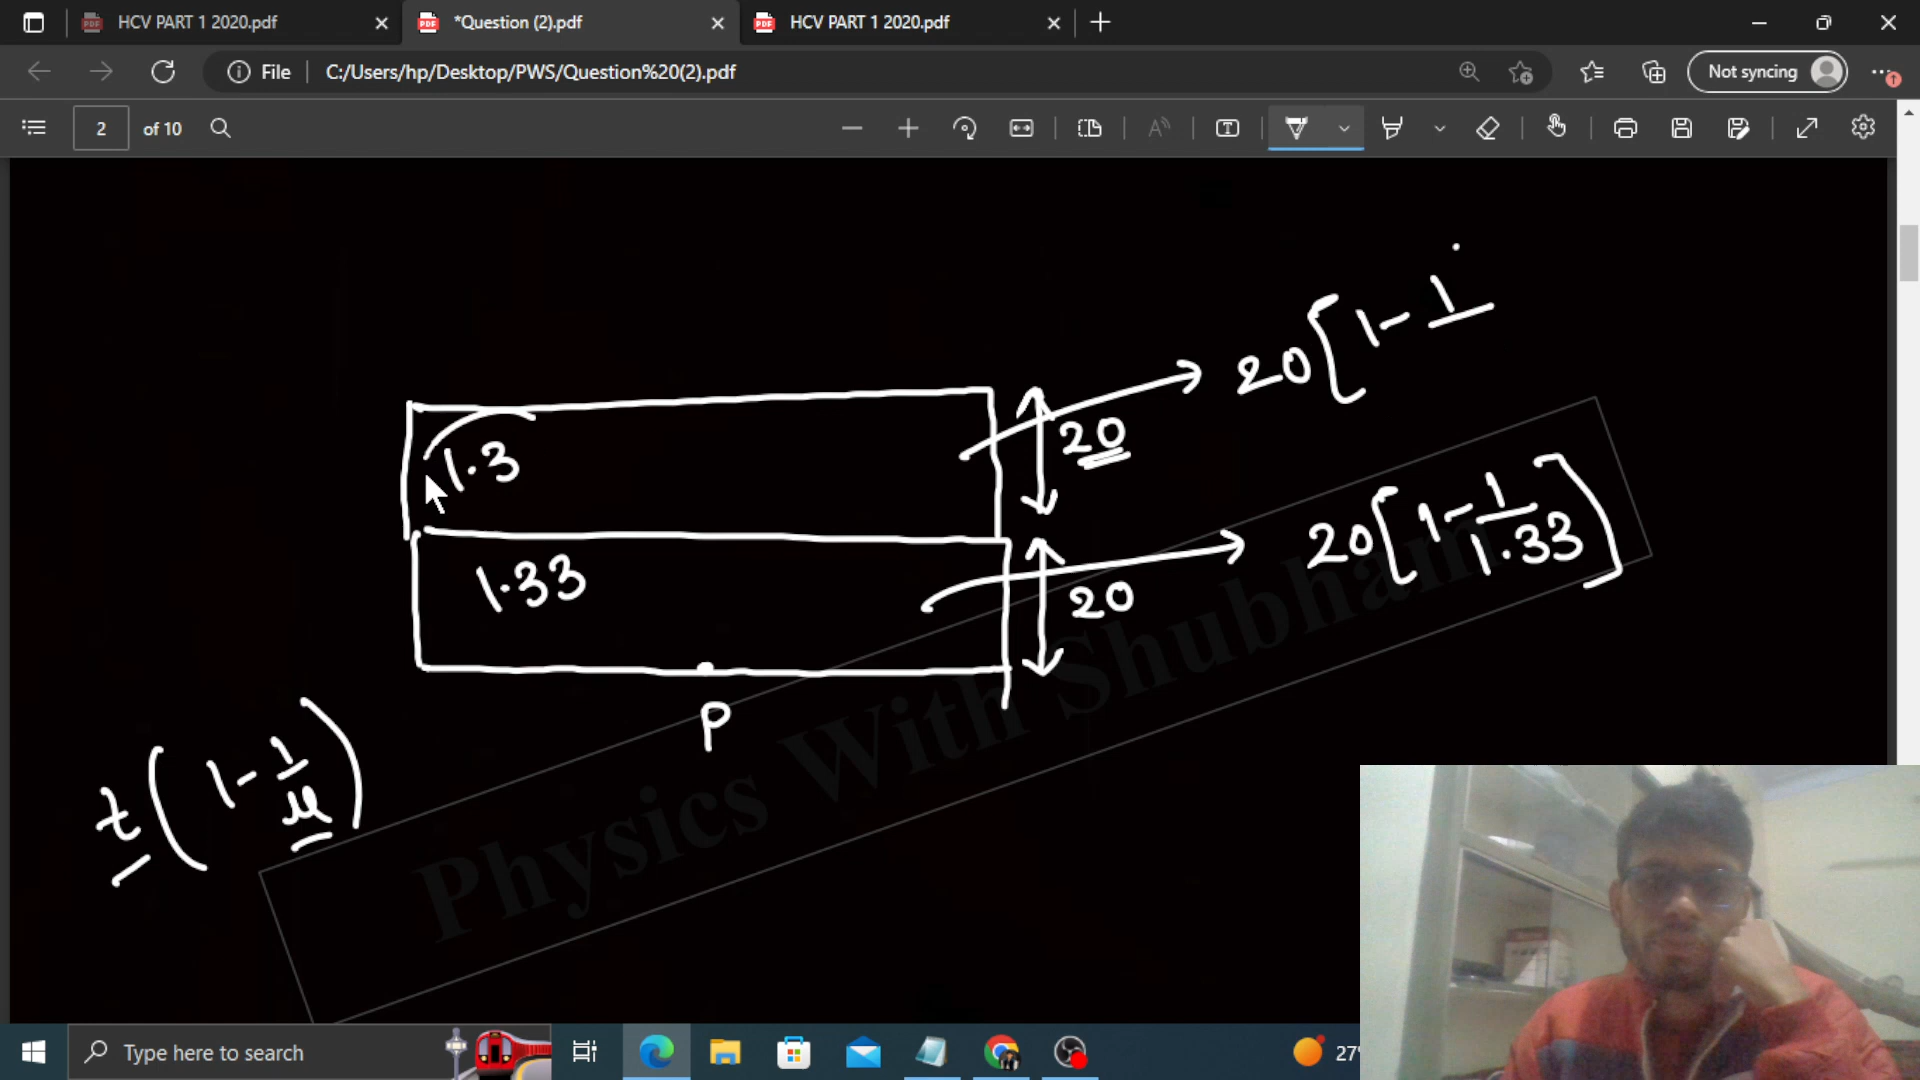 HCV PART 1 2020.pdf
*Question (2).pdf
HCV PART 1 2020.pdf
File
C:/Users/hp/Desktop/PWS/Question%20(2).pdf
Not syncing
2 of 10
20[1-1
1.3
20
1.33
20
20[1-1/1.33]
P
t(1-1/μ)
Physics With Shubham
Type here to search
27°